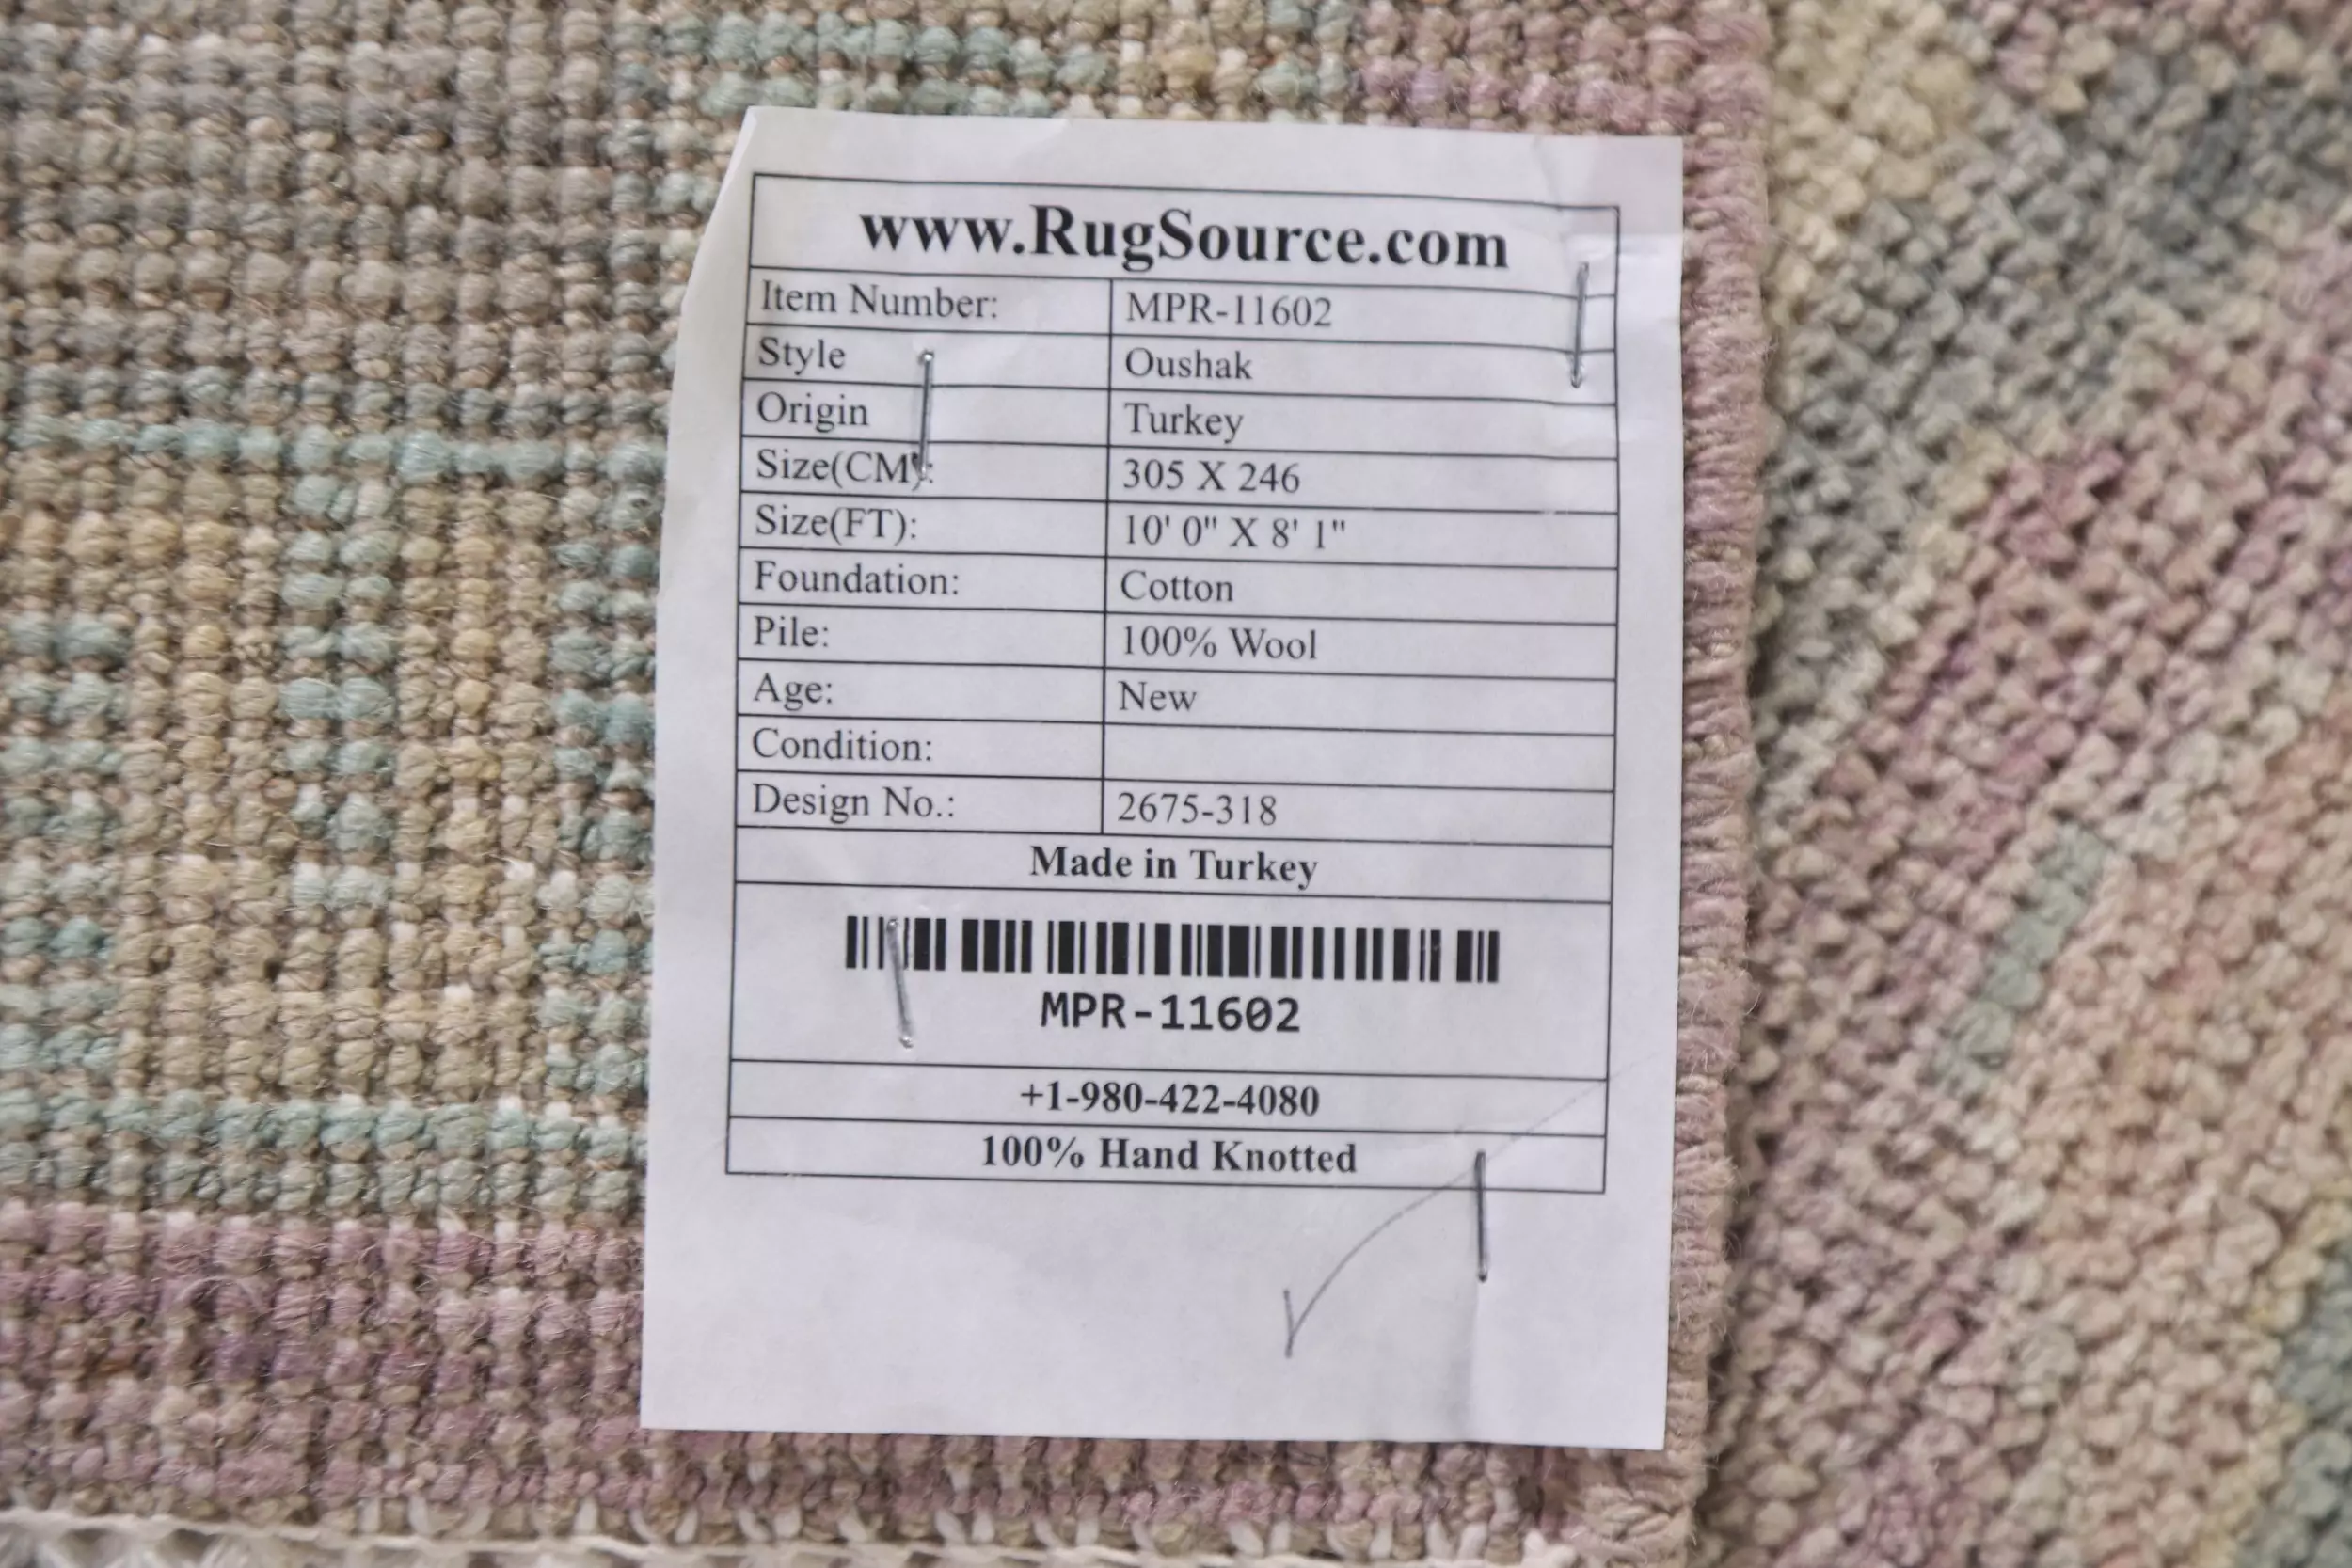 www.RugSource.com
Item Number: MPR-11602
Style Oushak
Origin Turkey
Size(CM): 305 X 246
Size(FT): 10' 0" X 8' 1"
Foundation: Cotton
Pile: 100% Wool
Age: New
Condition:
Design No.: 2675-318
Made in Turkey
MPR-11602
+1-980-422-4080
100% Hand Knotted